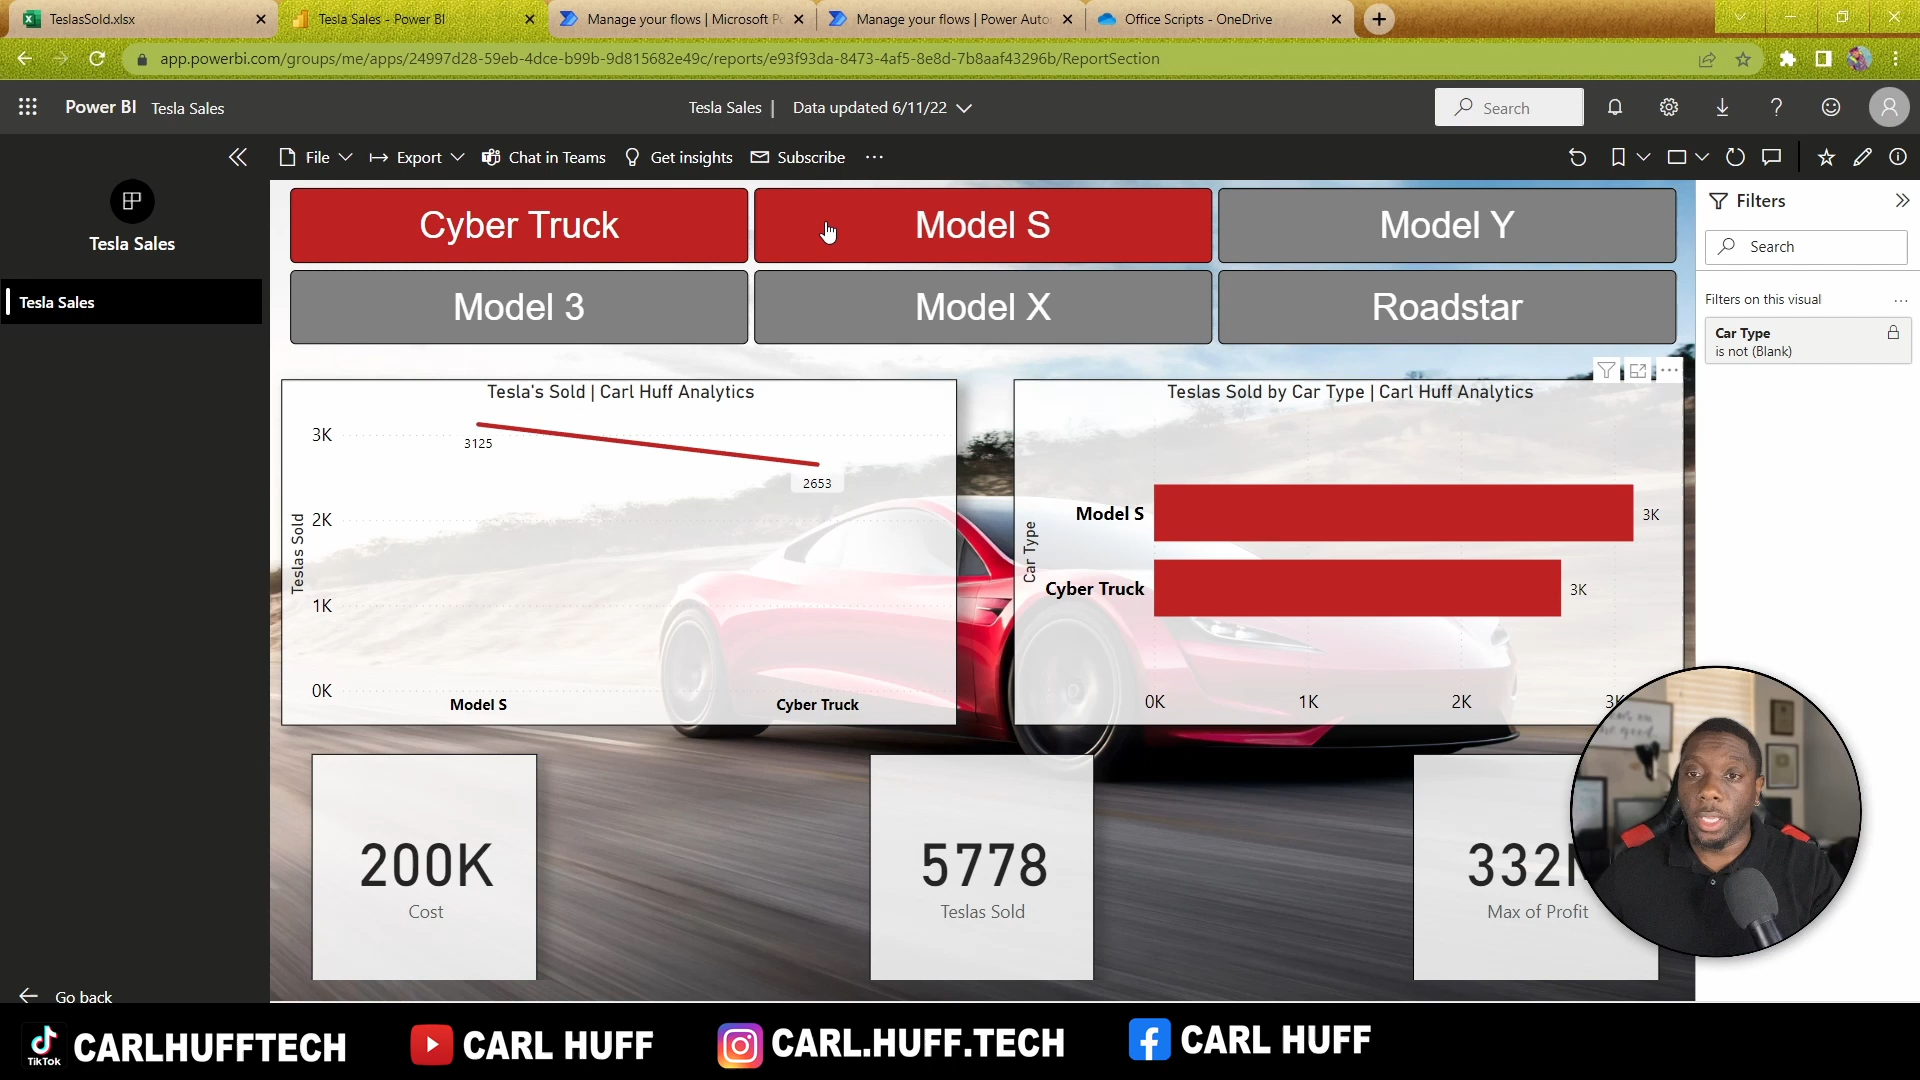 TeslasSold.xlsx
Tesla Sales - Power BI
Manage your flows | Microsoft
Manage your flows | Power Auto
Office Scripts - OneDrive
app.powerbi.com/groups/me/apps/24997d28-59eb-4dce-b99b-9d815682e49c/reports/e93f93da-8473-4af5-8e8d-7b8aaf43296b/ReportSection
Power BI Tesla Sales
Tesla Sales | Data updated 6/11/22
Search
File
Export
Chat in Teams
Get insights
Subscribe
Tesla Sales
Tesla Sales
Go back
Cyber Truck
Model S
Model Y
Model 3
Model X
Roadstar
Filters
Search
Filters on this visual
Car Type
is not (Blank)
Tesla's Sold | Carl Huff Analytics
Teslas Sold
3K
2K
1K
0K
3125
2653
Model S
Cyber Truck
Teslas Sold by Car Type | Carl Huff Analytics
Car Type
Model S
3K
Cyber Truck
3K
0K
1K
2K
200K
Cost
5778
Teslas Sold
Max of Profit
TikTok
CARLHUFFTECH
CARL HUFF
CARL.HUFF.TECH
CARL HUFF